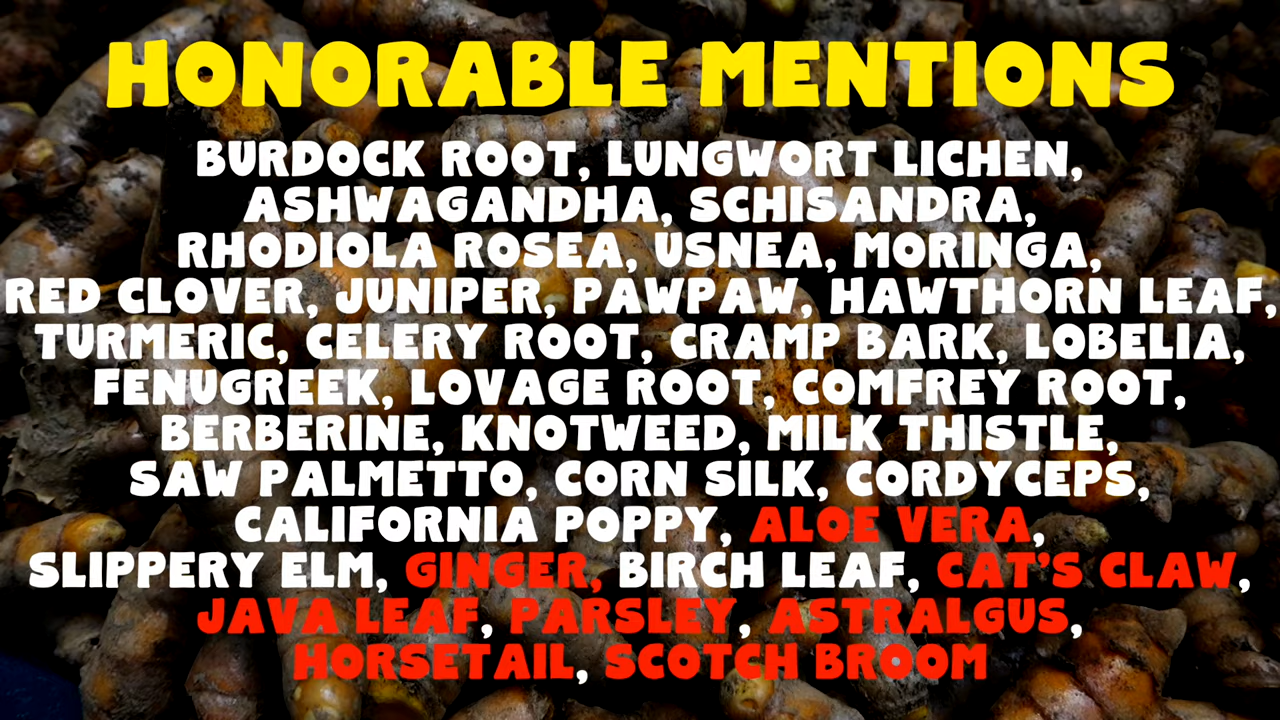 HONORABLE MENTIONS
BURDOCK ROOT, LUNGWORT LICHEN,
ASHWAGANDHA, SCHISANDRA,
RHODIOLA ROSEA, USNEA, MORINGA,
RED CLOVER, JUNIPER, PAWPAW, HAWTHORN LEAF,
TURMERIC, CELERY ROOT, CRAMP BARK, LOBELIA,
FENUGREEK, LOVAGE ROOT, COMFREY ROOT,
BERBERINE, KNOTWEED, MILK THISTLE,
SAW PALMETTO, CORN SILK, CORDYCEPS,
CALIFORNIA POPPY, ALOE VERA,
SLIPPERY ELM, GINGER, BIRCH LEAF, CAT'S CLAW,
JAVA LEAF, PARSLEY, ASTRALGUS,
HORSETAIL, SCOTCH BROOM